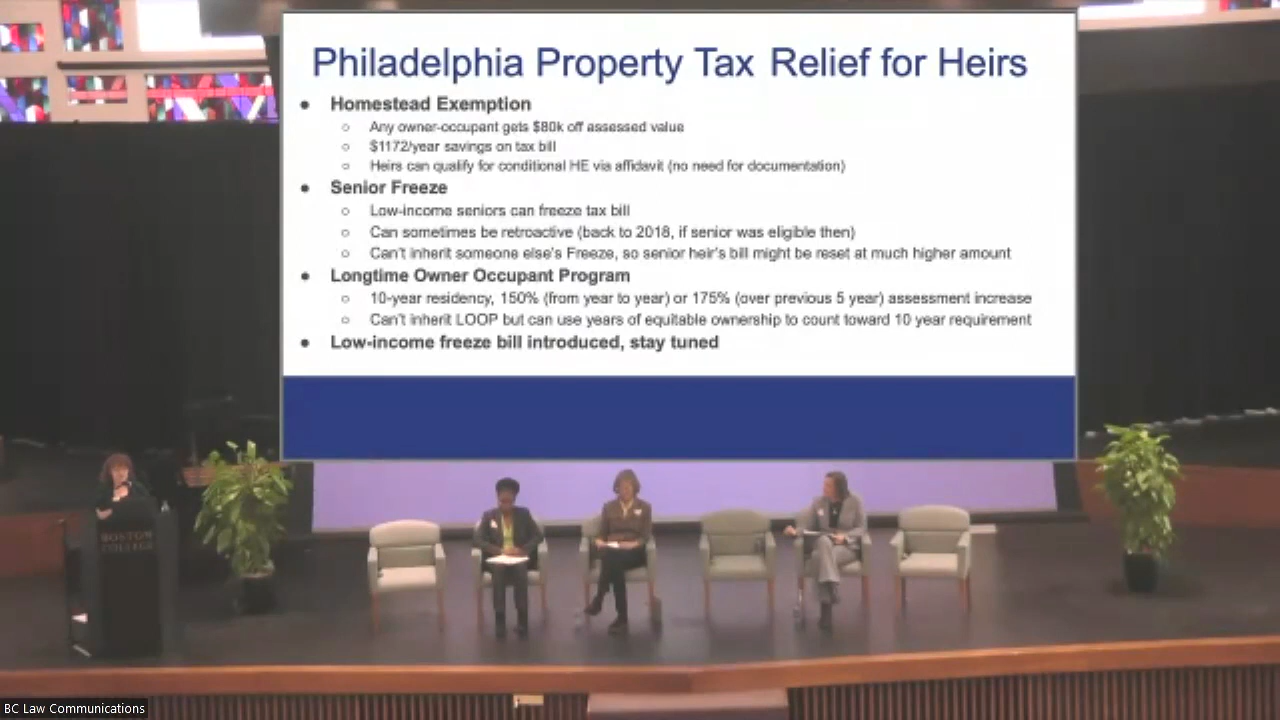 Philadelphia Property Tax Relief for Heirs
● Homestead Exemption
○ Any owner-occupant gets $80k off assessed value
○ $1172/year savings on tax bill
○ Heirs can qualify for conditional HE via affidavit (no need for documentation)
● Senior Freeze
○ Low-income seniors can freeze tax bill
○ Can sometimes be retroactive (back to 2018, if senior was eligible then)
○ Can't inherit someone else's Freeze, so senior heir's bill might be reset at much higher amount
● Longtime Owner Occupant Program
○ 10-year residency, 150% (from year to year) or 175% (over previous 5 year) assessment increase
○ Can't inherit LOOP but can use years of equitable ownership to count toward 10 year requirement
● Low-income freeze bill introduced, stay tuned
BOSTON
COLLEGE
BC Law Communications